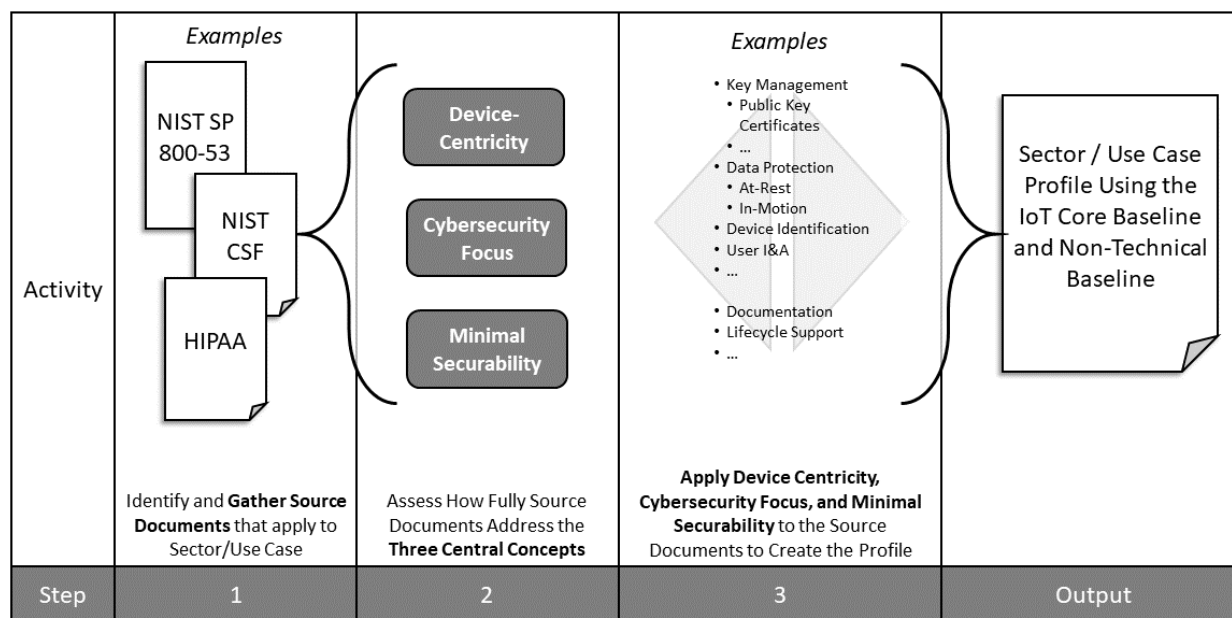 Activity
Examples
NIST SP
800-53
NIST
CSF
HIPAA
Identify and Gather Source
Documents that apply to
Sector/Use Case
Device-
Centricity
Cybersecurity
Focus
Minimal
Securability
Assess How Fully Source
Documents Address the
Three Central Concepts
Examples
• Key Management
• Public Key
Certificates
• ...
• Data Protection
• At-Rest
• In-Motion
• Device Identification
• User I&A
• ...
• Documentation
• Lifecycle Support
• ...
Apply Device Centricity,
Cybersecurity Focus, and Minimal
Securability to the Source
Documents to Create the Profile
Sector / Use Case
Profile Using the
IoT Core Baseline
and Non-Technical
Baseline
Step
1
2
3
Output